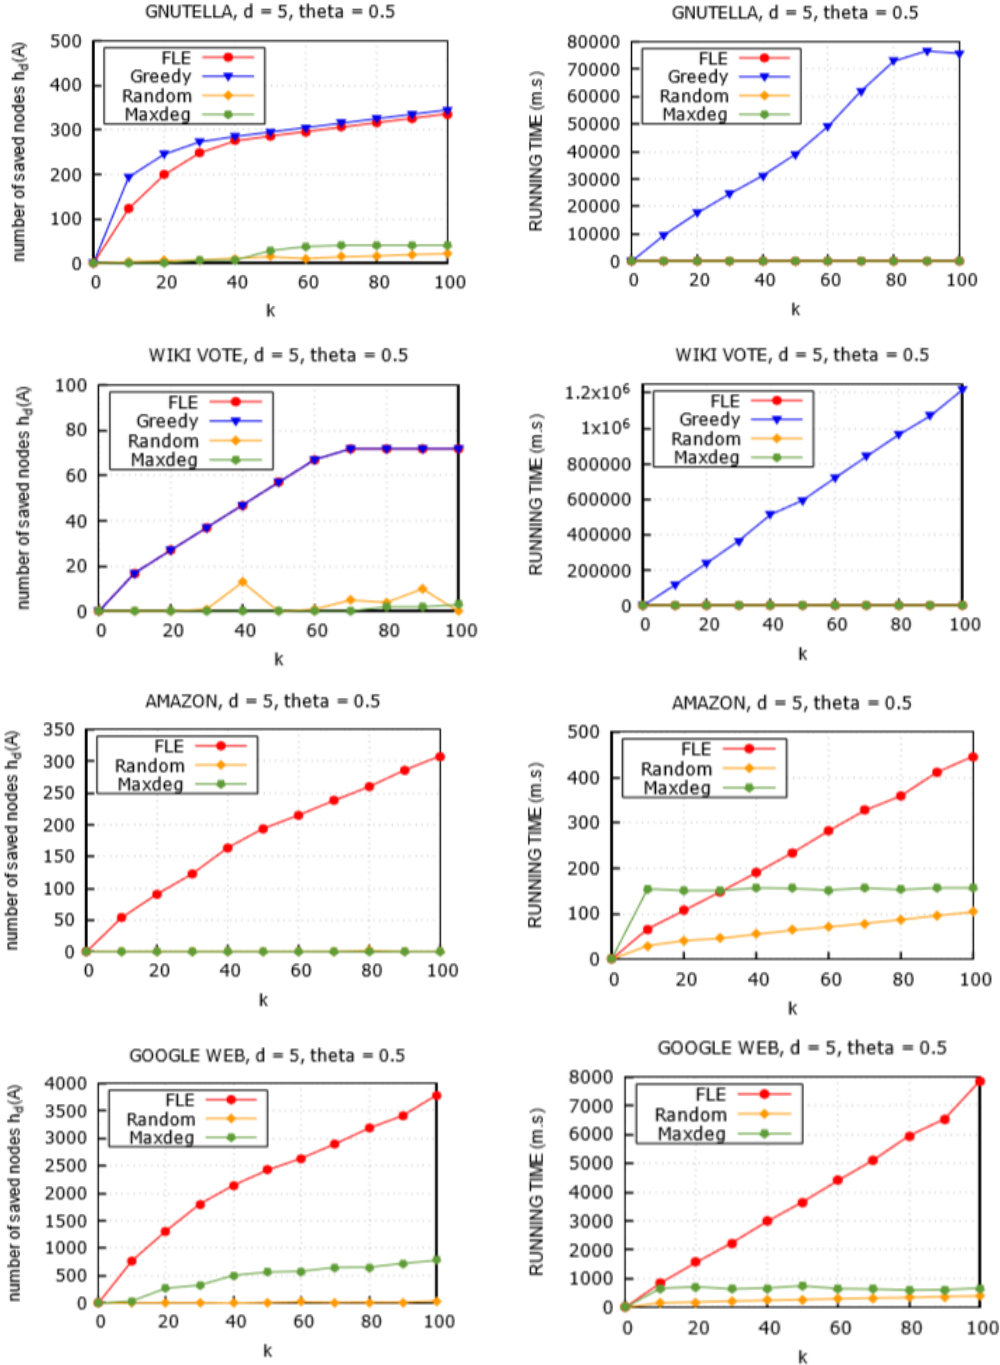 GNUTELLA, d = 5, theta = 0.5
number of saved nodes h_d(A)
500
400
300
200
100
0
FLE
Greedy
Random
Maxdeg
0 20 40 60 80 100
k
GNUTELLA, d = 5, theta = 0.5
RUNNING TIME (m.s)
80000
70000
60000
50000
40000
30000
20000
10000
0
FLE
Greedy
Random
Maxdeg
0 20 40 60 80 100
k
WIKI VOTE, d = 5, theta = 0.5
number of saved nodes h_d(A)
100
80
60
40
20
0
FLE
Greedy
Random
Maxdeg
0 20 40 60 80 100
k
WIKI VOTE, d = 5, theta = 0.5
RUNNING TIME (m.s)
1.2x10^6
1x10^6
800000
600000
400000
200000
0
FLE
Greedy
Random
Maxdeg
0 20 40 60 80 100
k
AMAZON, d = 5, theta = 0.5
number of saved nodes h_d(A)
350
300
250
200
150
100
50
0
FLE
Random
Maxdeg
0 20 40 60 80 100
k
AMAZON, d = 5, theta = 0.5
RUNNING TIME (m.s)
500
400
300
200
100
0
FLE
Random
Maxdeg
0 20 40 60 80 100
k
GOOGLE WEB, d = 5, theta = 0.5
number of saved nodes h_d(A)
4000
3500
3000
2500
2000
1500
1000
500
0
FLE
Random
Maxdeg
0 20 40 60 80 100
k
GOOGLE WEB, d = 5, theta = 0.5
RUNNING TIME (m.s)
8000
7000
6000
5000
4000
3000
2000
1000
0
FLE
Random
Maxdeg
0 20 40 60 80 100
k